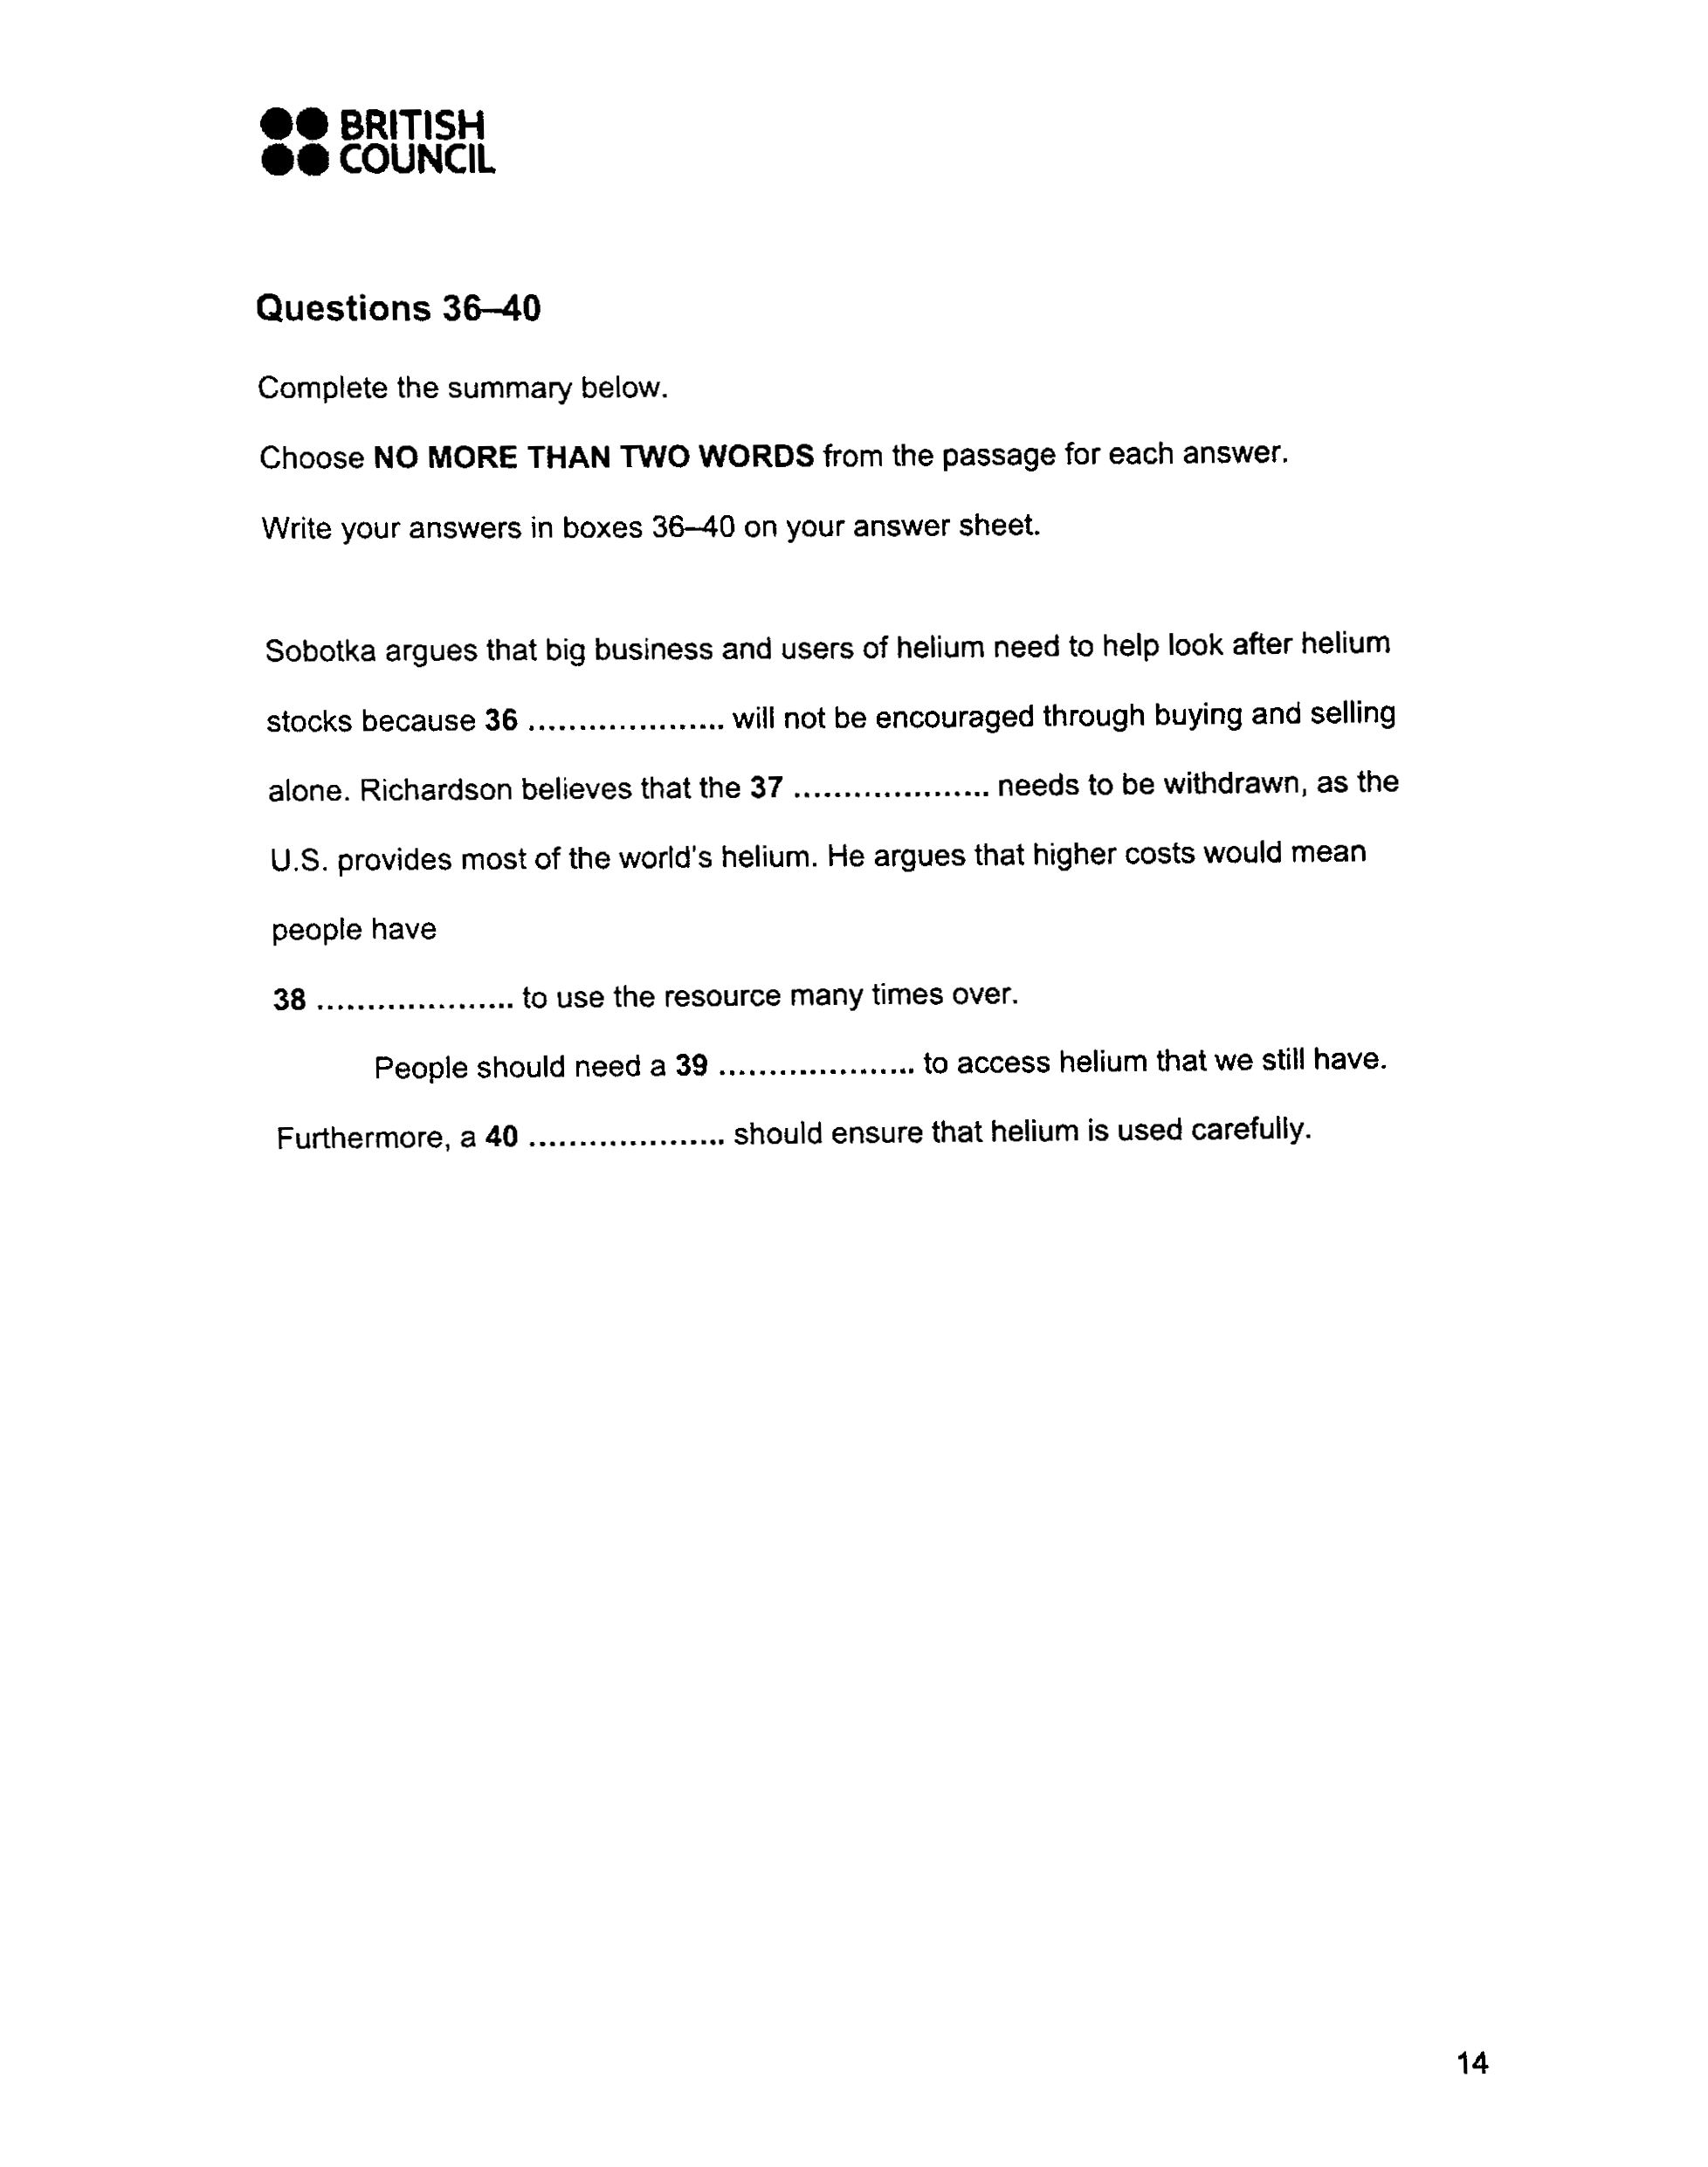 BRITISH
COUNCIL
Questions 36–40
Complete the summary below.
Choose NO MORE THAN TWO WORDS from the passage for each answer.
Write your answers in boxes 36–40 on your answer sheet.
Sobotka argues that big business and users of helium need to help look after helium
stocks because 36 ..................... will not be encouraged through buying and selling
alone. Richardson believes that the 37 ..................... needs to be withdrawn, as the
U.S. provides most of the world's helium. He argues that higher costs would mean
people have
38 ..................... to use the resource many times over.
People should need a 39 ..................... to access helium that we still have.
Furthermore, a 40 ..................... should ensure that helium is used carefully.
14